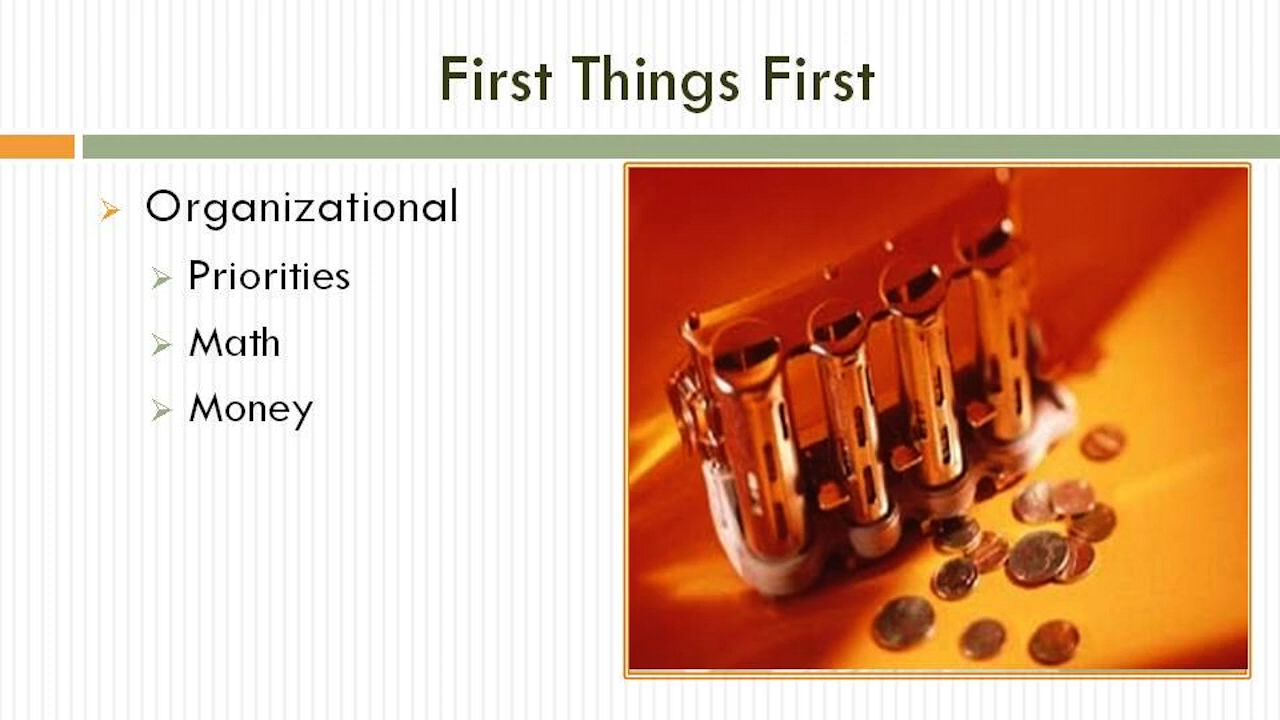 First Things First
Organizational
Priorities
Math
Money